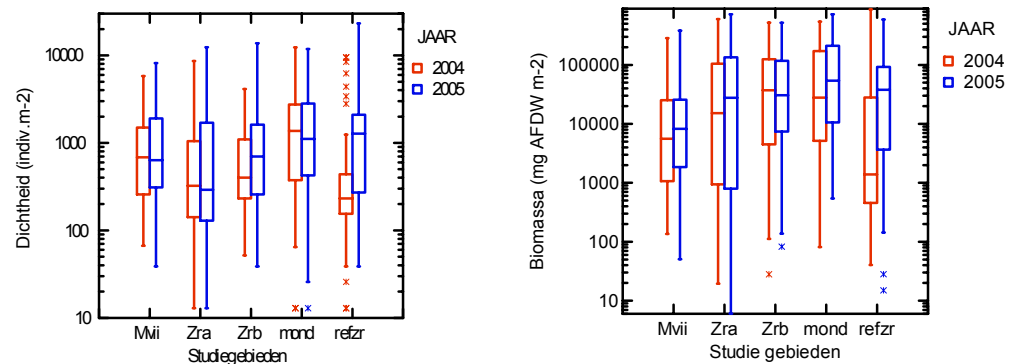 JAAR
2004
2005
Dichtheid (indiv.m-2)
10000
1000
100
10
Mvii Zra Zrb mond refzr
Studiegebieden
JAAR
2004
2005
Biomassa (mg AFDW m-2)
100000
10000
1000
100
10
Mvii Zra Zrb mond refzr
Studie gebieden